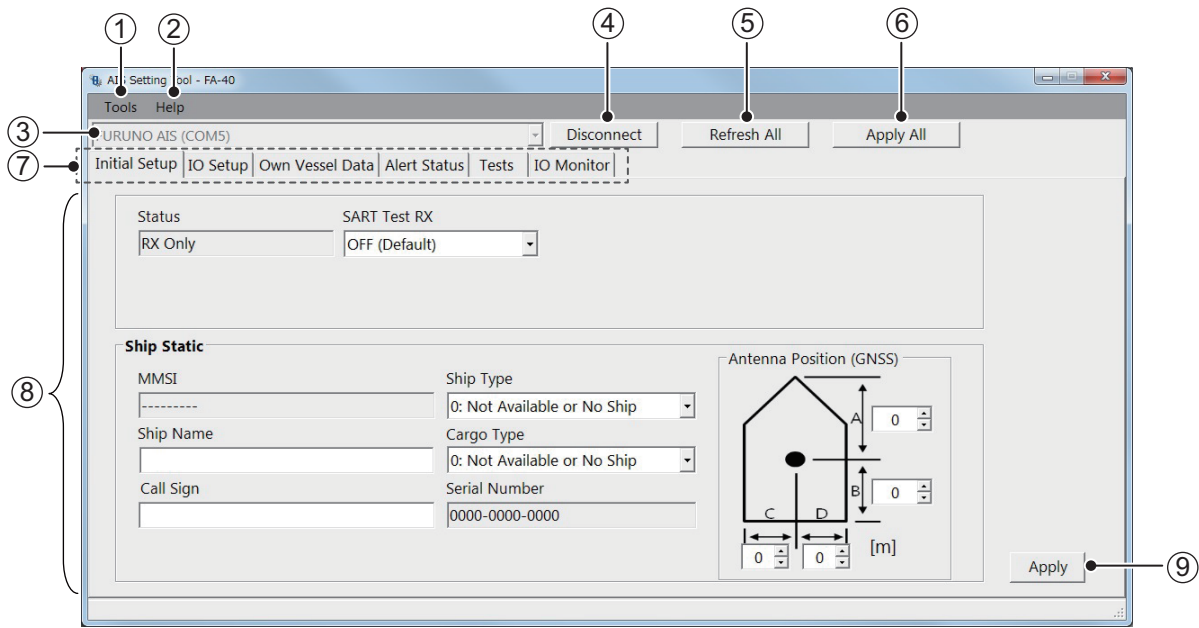 ① ② ④ ⑤ ⑥
AIS Setting Tool - FA-40
Tools Help
③ URUNO AIS (COM5) Disconnect Refresh All Apply All
⑦ Initial Setup IO Setup Own Vessel Data Alert Status Tests IO Monitor
Status SART Test RX
RX Only OFF (Default)
Ship Static
Antenna Position (GNSS)
MMSI Ship Type
--------- 0: Not Available or No Ship
A 0
⑧
Ship Name Cargo Type
0: Not Available or No Ship
Call Sign Serial Number
0000-0000-0000
B 0
C D
0 0 [m]
Apply ⑨